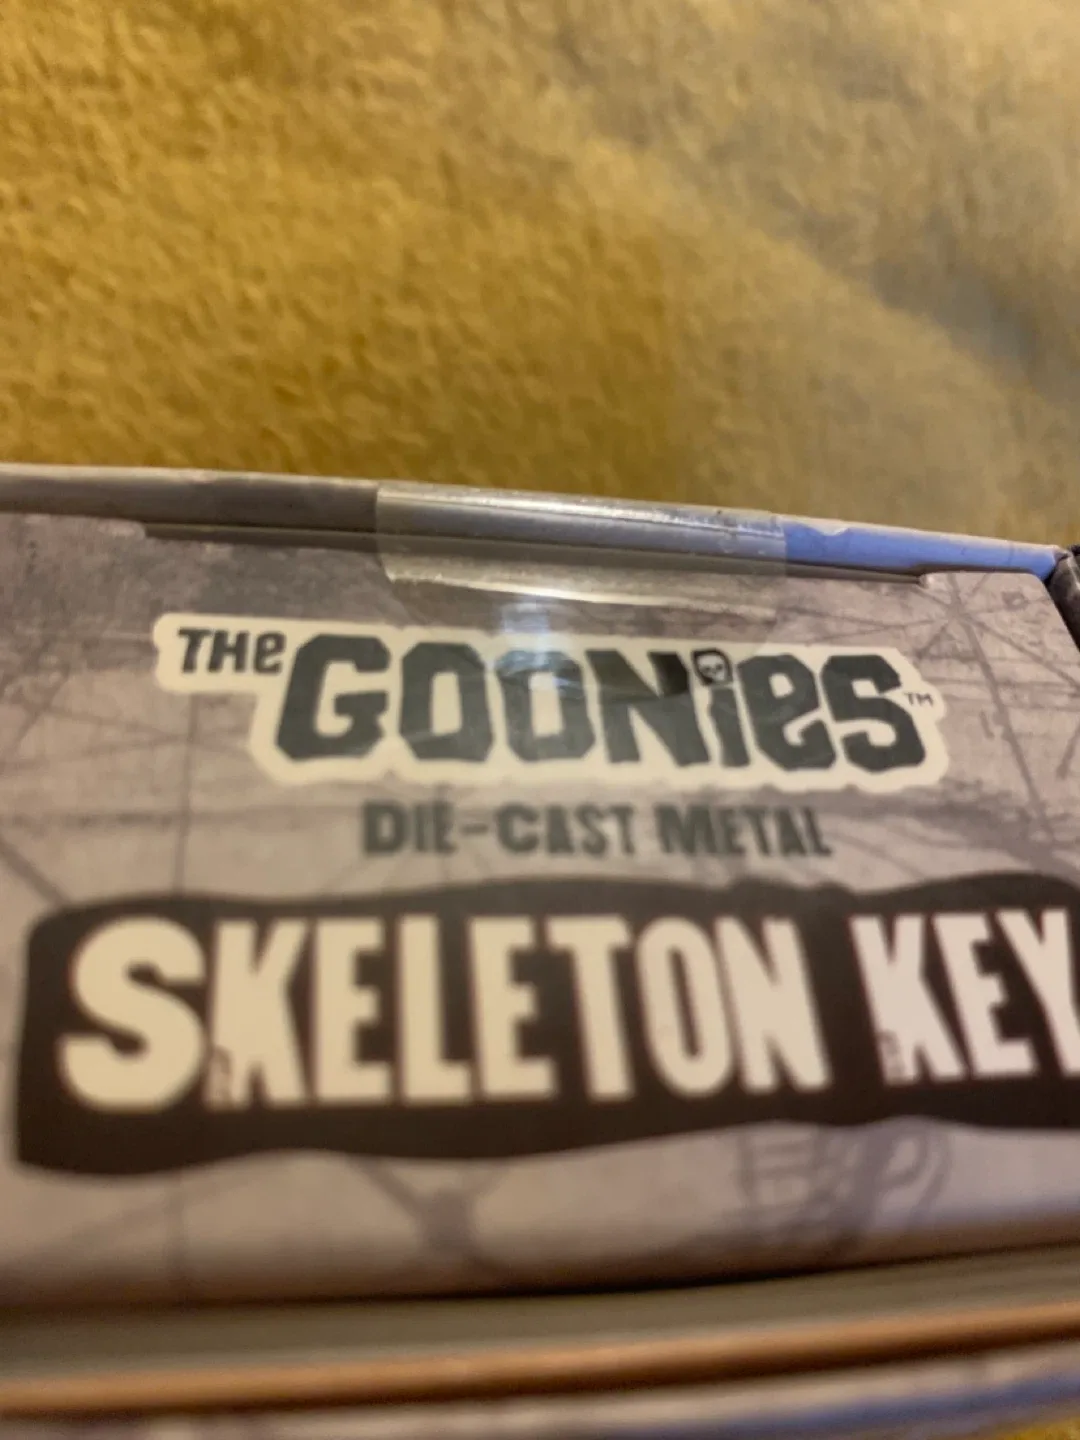 THe GOONieS™
DIE-CAST METAL
SKELETON KEY